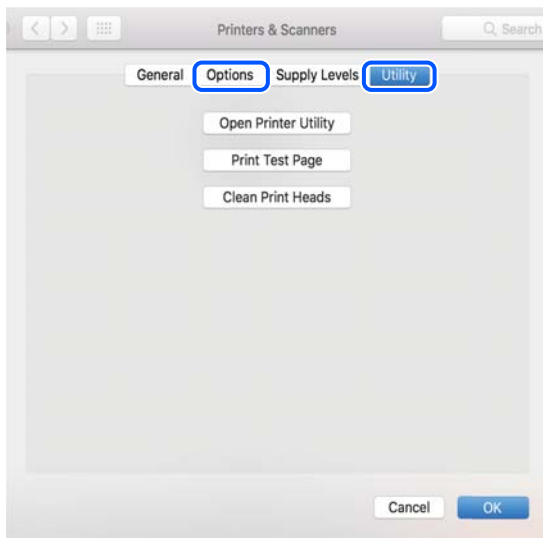 Printers & Scanners Search
General Options Supply Levels Utility
Open Printer Utility
Print Test Page
Clean Print Heads
Cancel OK